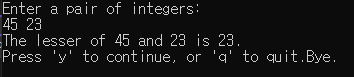 Enter a pair of integers:
45 23
The lesser of 45 and 23 is 23.
Press 'y' to continue, or 'q' to quit.Bye.